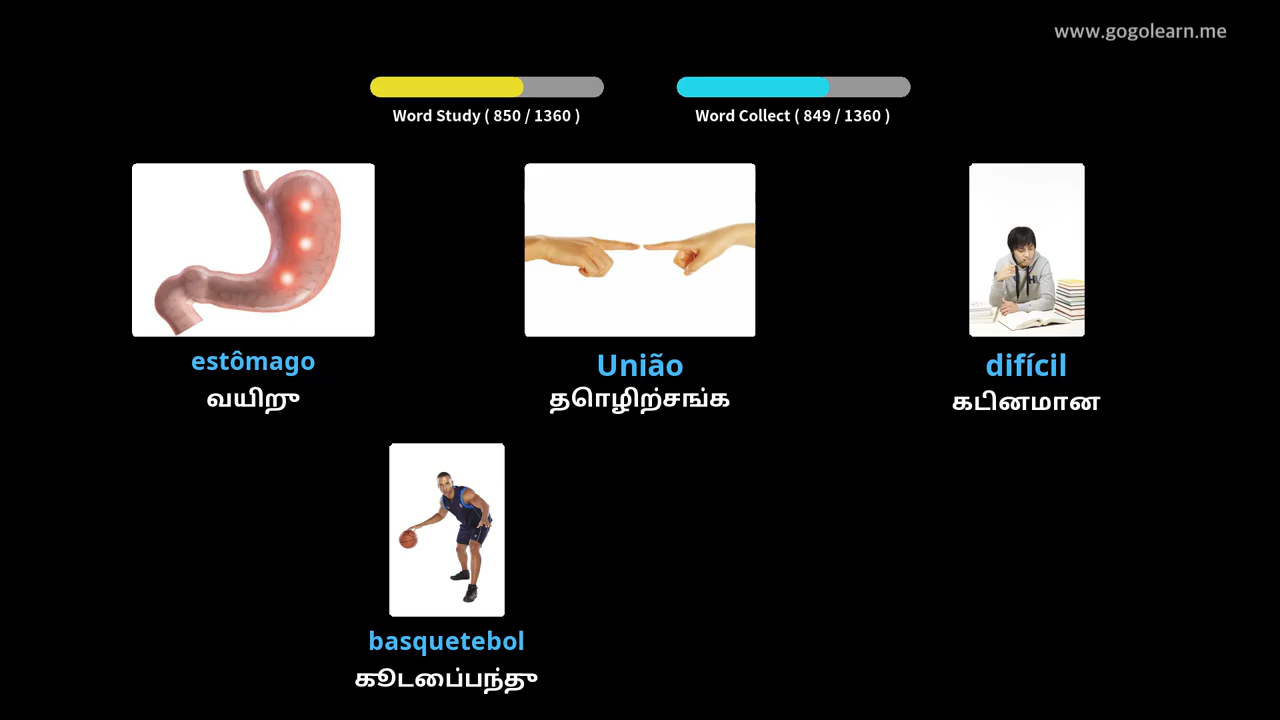 www.gogolearn.me
Word Study ( 850 / 1360 )
Word Collect ( 849 / 1360 )
estômago
União
difícil
வயிறு
தொழிற்சங்க
கடினமான
basquetebol
கூடைப்பந்து